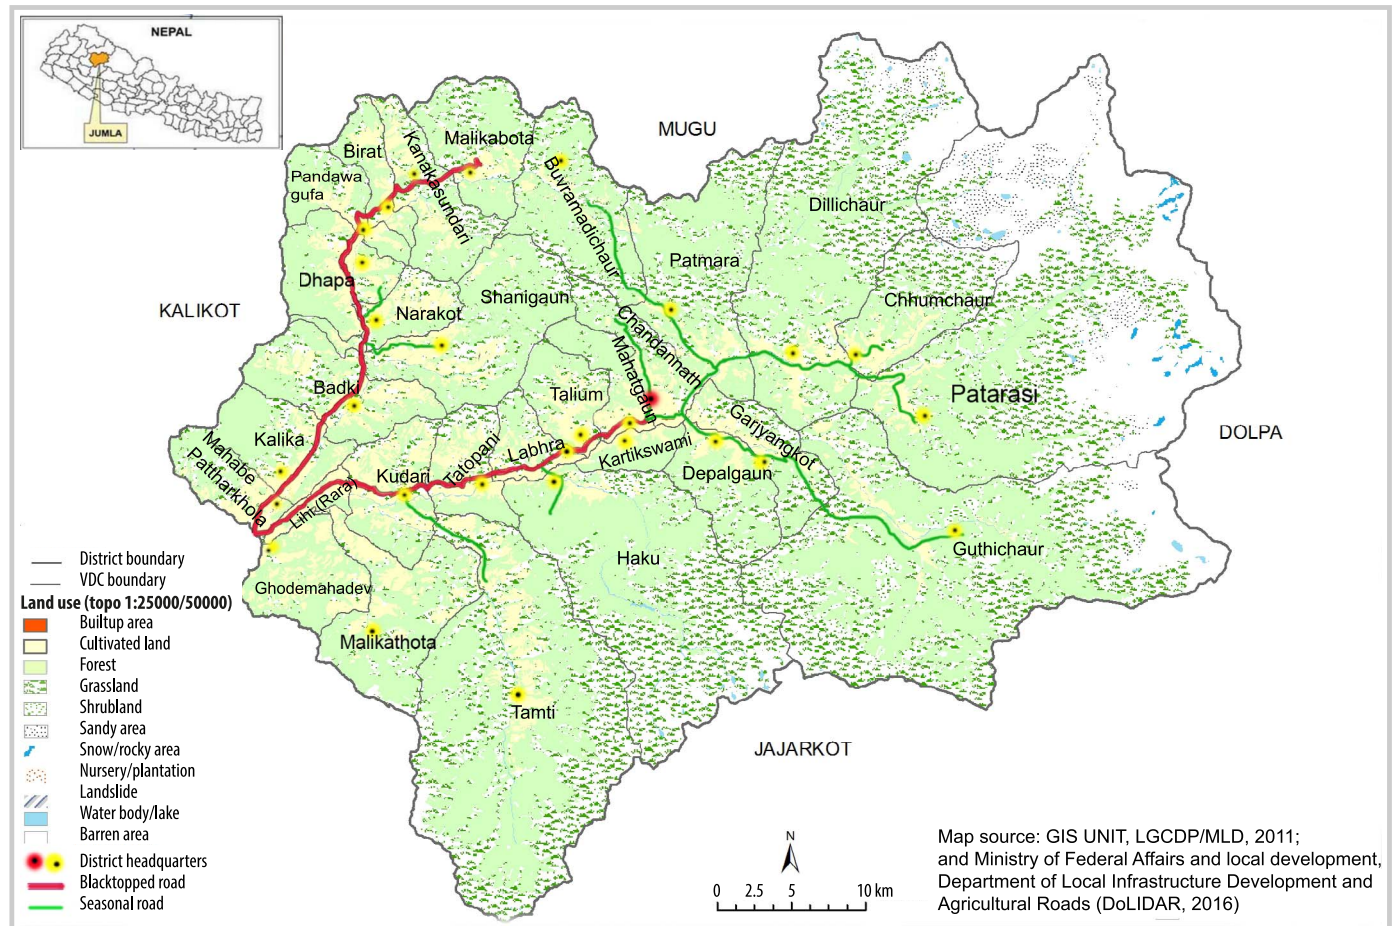 NEPAL
JUMLA
MUGU
KALIKOT
DOLPA
JAJARKOT
Malikabota
Birat
Kanakasundari
Pandawa
gufa
Buvramadichaur
Dillichaur
Patmara
Dhapa
Shanigaun
Chhumchaur
Narakot
Chandannath
Mahatgaun
Badki
Talium
Patarasi
Garjyangkot
Kalika
Mahabe
Pattharkhola
Labhra
Kartikswami
Tatopani
Kudari
Depalgaun
Lihi (Rara)
Haku
Guthichaur
Ghodemahadev
Malikathota
Tamti
District boundary
VDC boundary
Land use (topo 1:25000/50000)
Builtup area
Cultivated land
Forest
Grassland
Shrubland
Sandy area
Snow/rocky area
Nursery/plantation
Landslide
Water body/lake
Barren area
District headquarters
Blacktopped road
Seasonal road
N
0 2.5 5 10 km
Map source: GIS UNIT, LGCDP/MLD, 2011;
and Ministry of Federal Affairs and local development,
Department of Local Infrastructure Development and
Agricultural Roads (DoLIDAR, 2016)